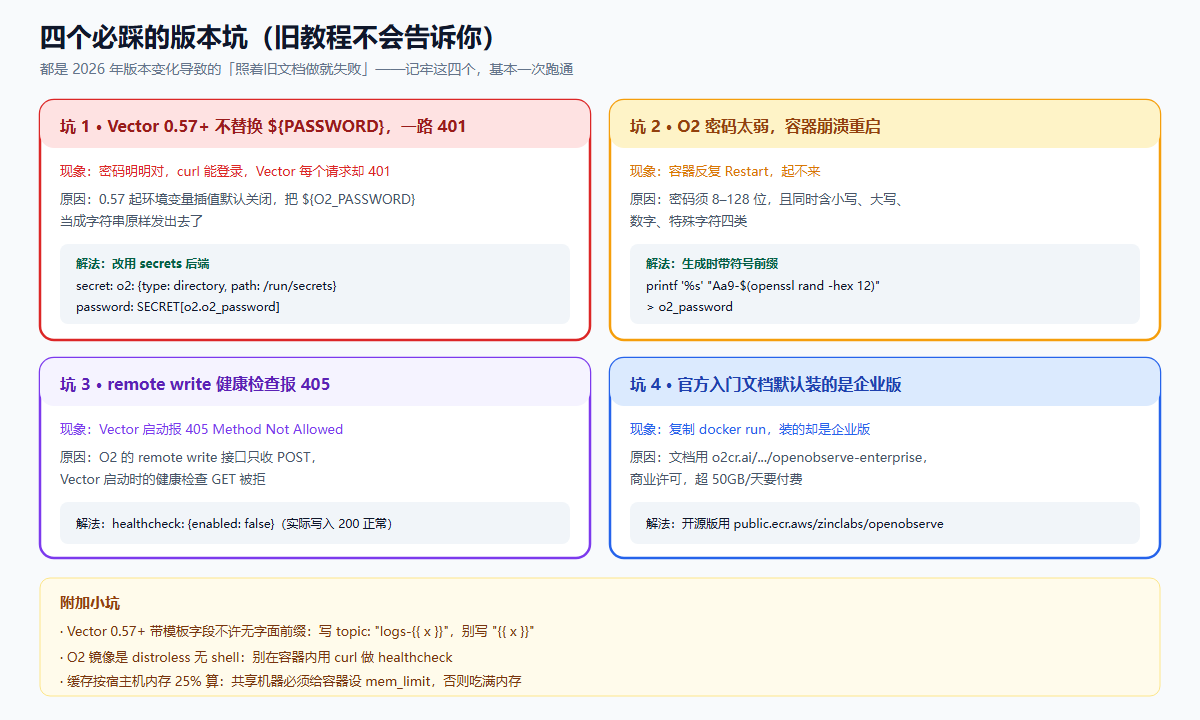 四个必踩的版本坑（旧教程不会告诉你）
都是 2026 年版本变化导致的「照着旧文档做就失败」——记牢这四个，基本一次跑通
坑 1 • Vector 0.57+ 不替换 ${PASSWORD}，一路 401
现象：密码明明对，curl 能登录，Vector 每个请求却 401
原因：0.57 起环境变量插值默认关闭，把 ${O2_PASSWORD}
当成字符串原样发出去了
解法：改用 secrets 后端
secret: o2: {type: directory, path: /run/secrets}
password: SECRET[o2.o2_password]
坑 2 • O2 密码太弱，容器崩溃重启
现象：容器反复 Restart，起不来
原因：密码须 8–128 位，且同时含小写、大写、
数字、特殊字符四类
解法：生成时带符号前缀
printf '%s' "Aa9-$(openssl rand -hex 12)"
> o2_password
坑 3 • remote write 健康检查报 405
现象：Vector 启动报 405 Method Not Allowed
原因：O2 的 remote write 接口只收 POST，
Vector 启动时的健康检查 GET 被拒
解法：healthcheck: {enabled: false}（实际写入 200 正常）
坑 4 • 官方入门文档默认装的是企业版
现象：复制 docker run，装的却是企业版
原因：文档用 o2cr.ai/.../openobserve-enterprise，
商业许可，超 50GB/天要付费
解法：开源版用 public.ecr.aws/zinclabs/openobserve
附加小坑
· Vector 0.57+ 带模板字段不许无字面前缀：写 topic: "logs-{{ x }}"，别写 "{{ x }}"
· O2 镜像是 distroless 无 shell：别在容器内用 curl 做 healthcheck
· 缓存按宿主机内存 25% 算：共享机器必须给容器设 mem_limit，否则吃满内存